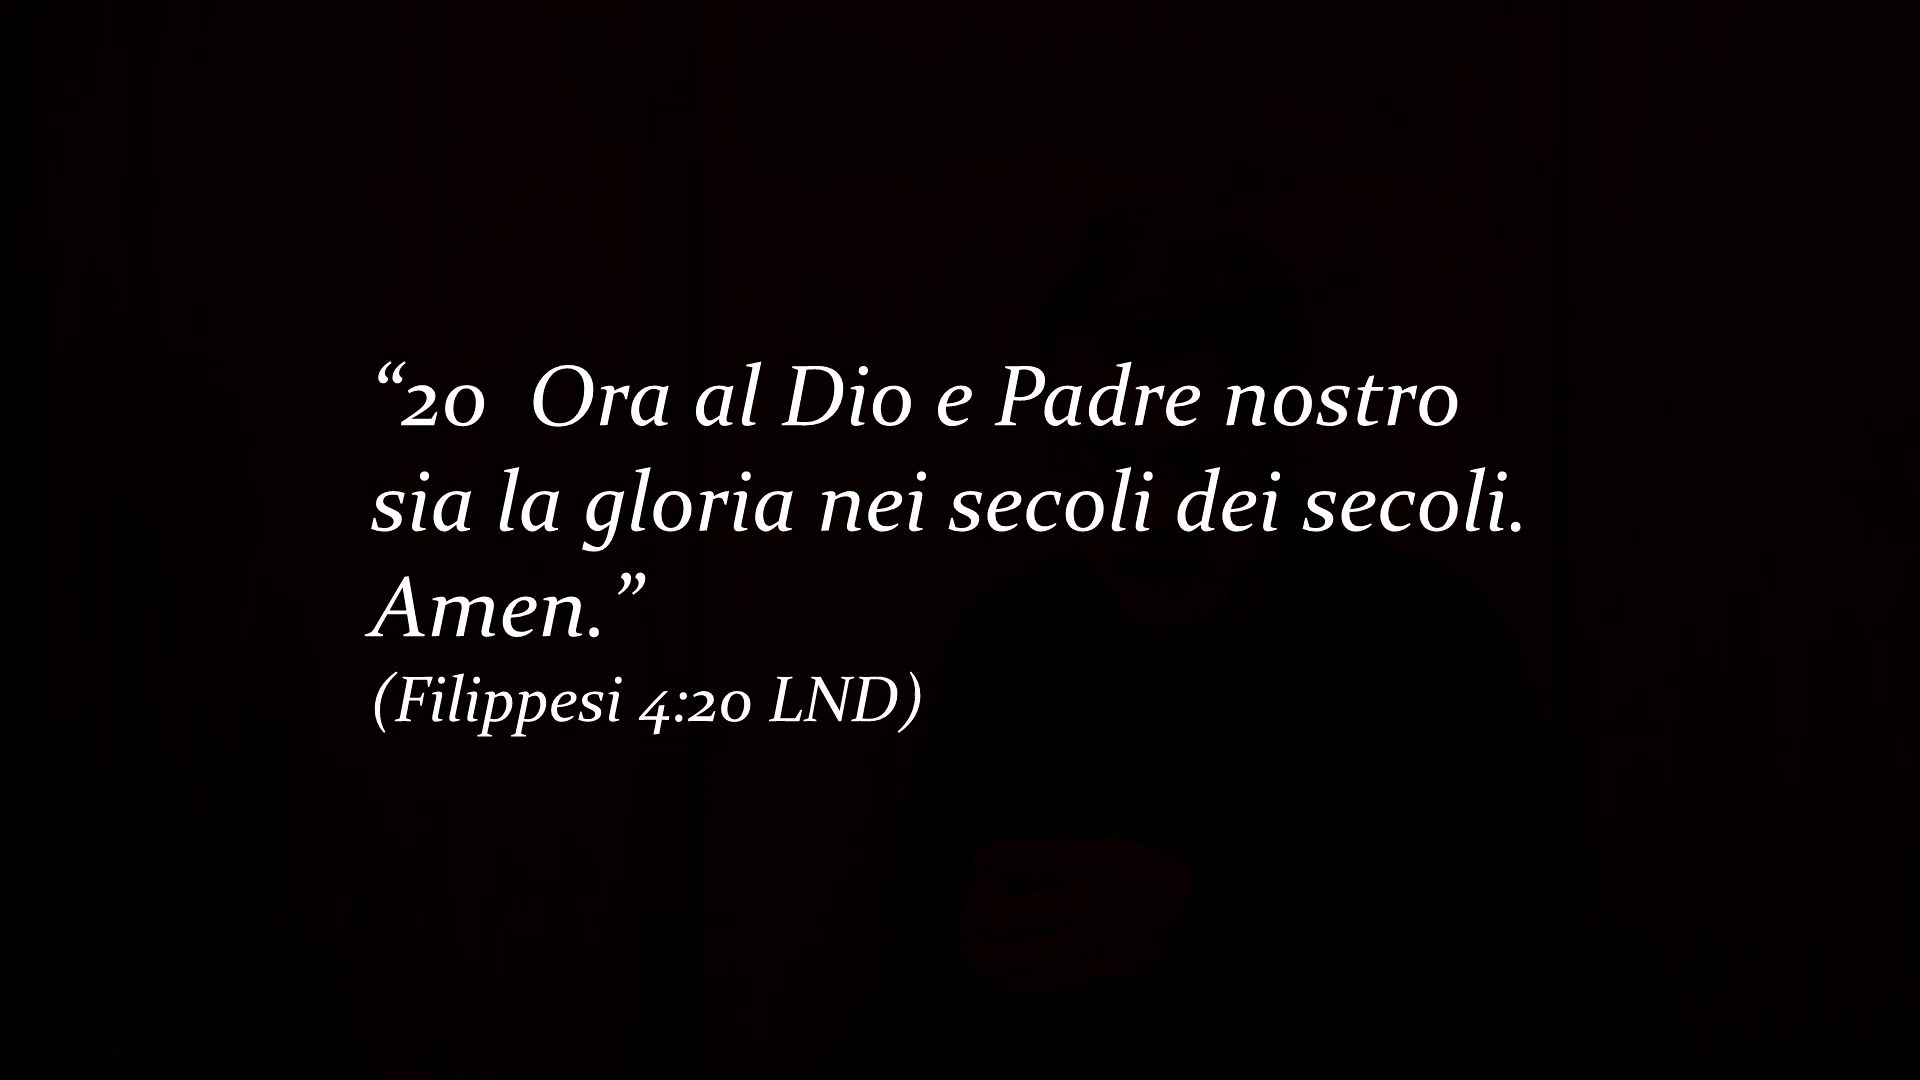 “20  Ora al Dio e Padre nostro
sia la gloria nei secoli dei secoli.
Amen.”
(Filippesi 4:20 LND)